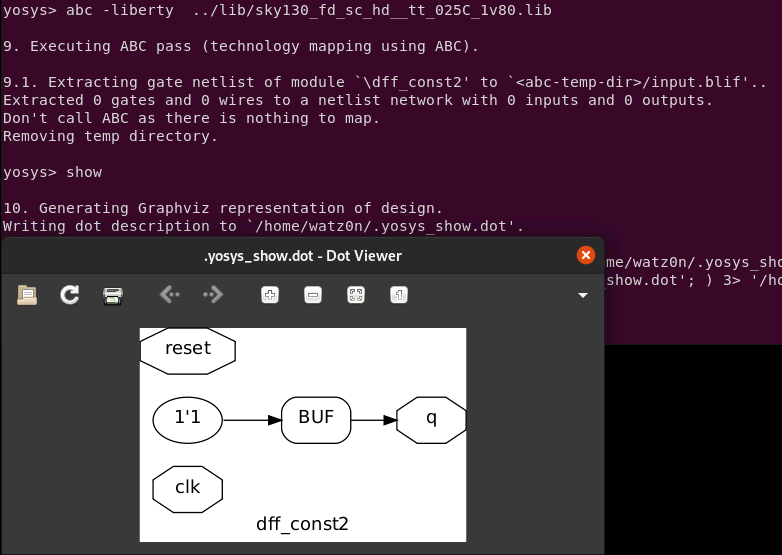 yosys> abc -liberty  ../lib/sky130_fd_sc_hd__tt_025C_1v80.lib
9. Executing ABC pass (technology mapping using ABC).
9.1. Extracting gate netlist of module `\dff_const2' to `<abc-temp-dir>/input.blif'..
Extracted 0 gates and 0 wires to a netlist network with 0 inputs and 0 outputs.
Don't call ABC as there is nothing to map.
Removing temp directory.
yosys> show
10. Generating Graphviz representation of design.
Writing dot description to `/home/watz0n/.yosys_show.dot'.
.yosys_show.dot - Dot Viewer
me/watz0n/.yosys_sho
_show.dot'; ) 3> '/ho
1
reset
1'1
BUF
q
clk
dff_const2